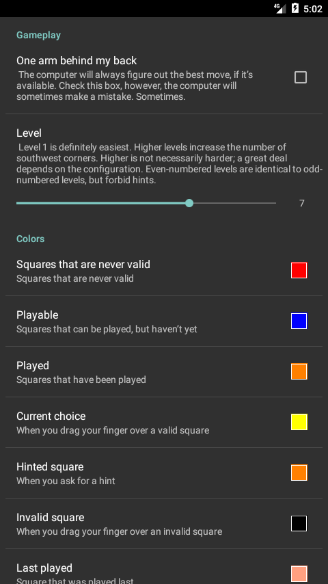 4G 5:02
Gameplay
One arm behind my back
The computer will always figure out the best move, if it's
available. Check this box, however, the computer will
sometimes make a mistake. Sometimes.
Level
Level 1 is definitely easiest. Higher levels increase the number of
southwest corners. Higher is not necessarily harder; a great deal
depends on the configuration. Even-numbered levels are identical to odd-
numbered levels, but forbid hints.
7
Colors
Squares that are never valid
Squares that are never valid
Playable
Squares that can be played, but haven't yet
Played
Squares that have been played
Current choice
When you drag your finger over a valid square
Hinted square
When you ask for a hint
Invalid square
When you drag your finger over an invalid square
Last played
Square that was played last